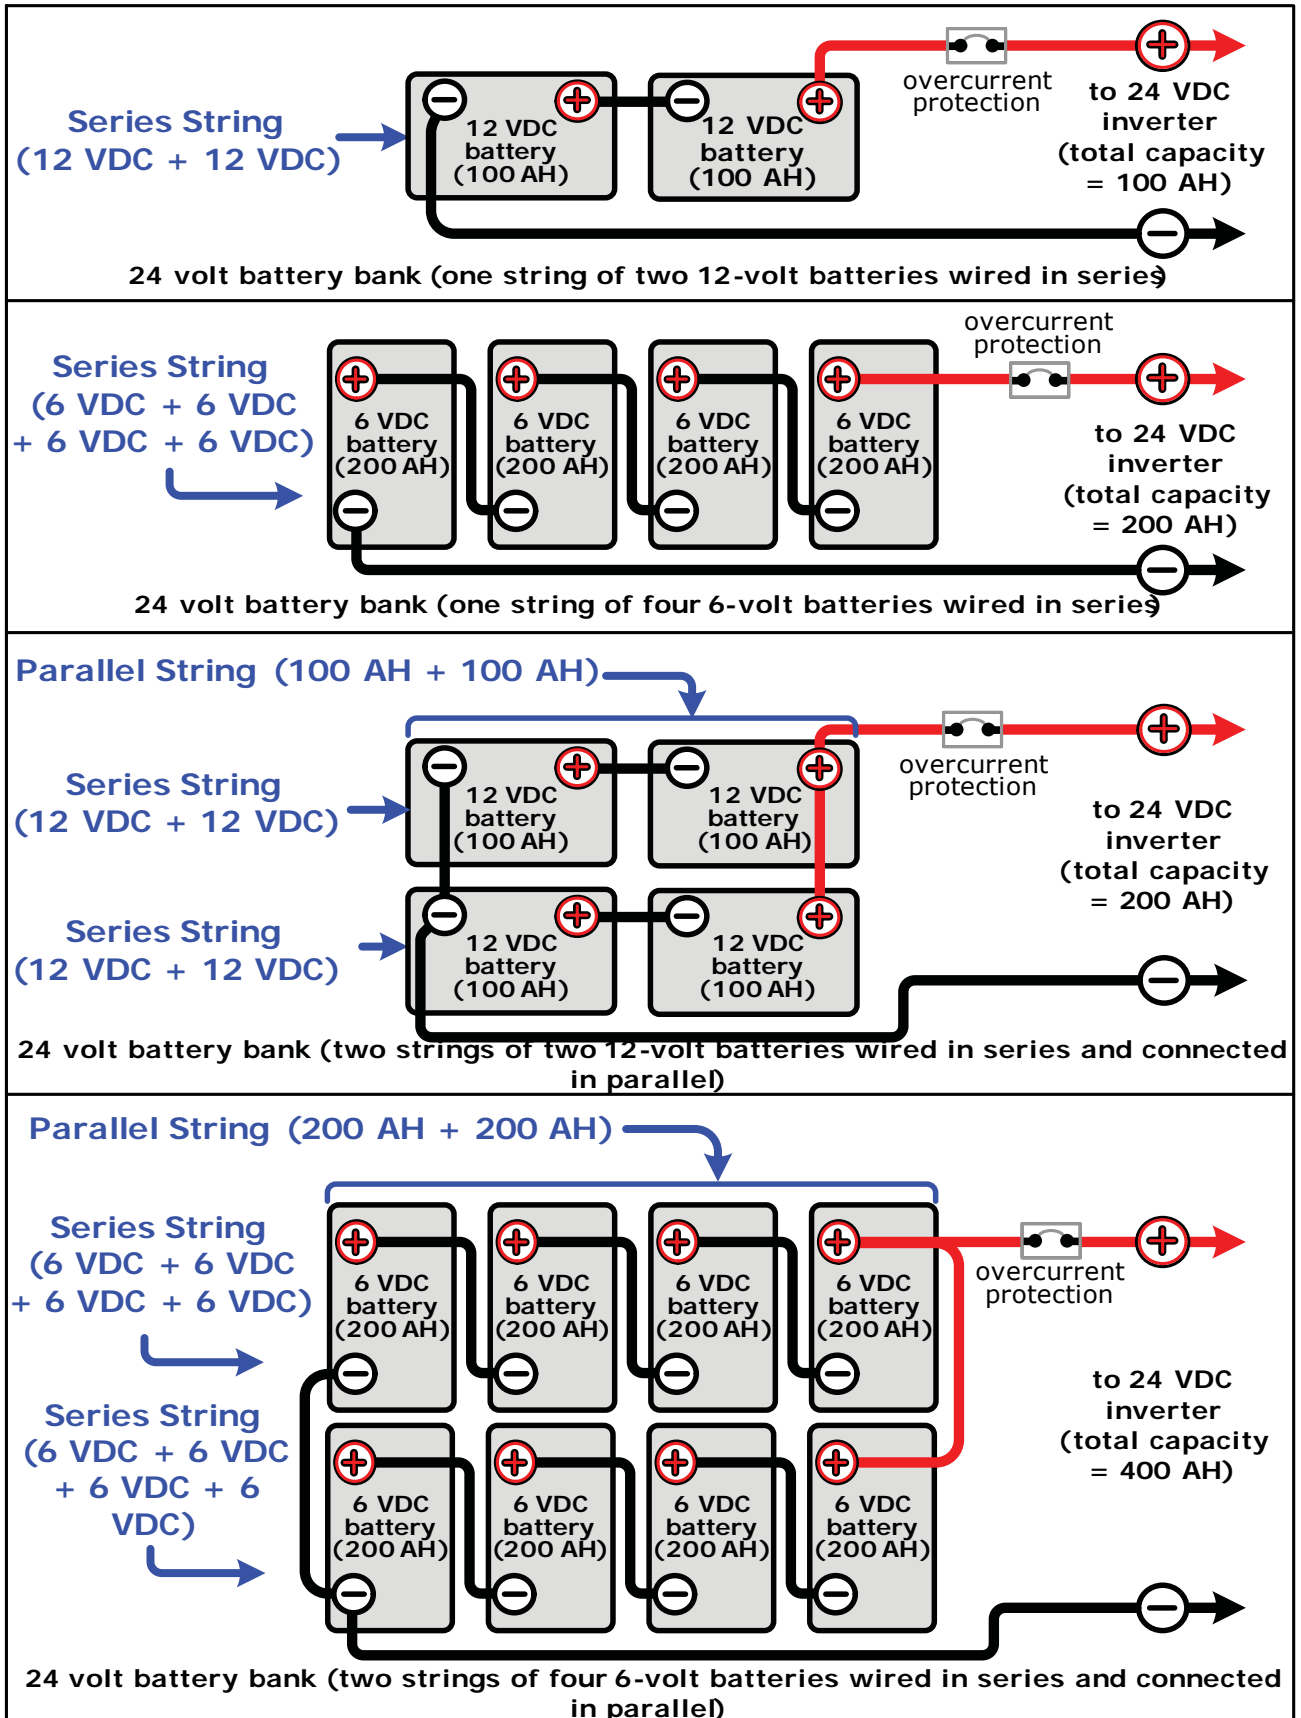 Series String
(12 VDC + 12 VDC)
12 VDC
battery
(100 AH)
12 VDC
battery
(100 AH)
overcurrent
protection
to 24 VDC
inverter
(total capacity
= 100 AH)
24 volt battery bank (one string of two 12-volt batteries wired in series)
Series String
(6 VDC + 6 VDC
+ 6 VDC + 6 VDC)
6 VDC
battery
(200 AH)
6 VDC
battery
(200 AH)
6 VDC
battery
(200 AH)
6 VDC
battery
(200 AH)
overcurrent
protection
to 24 VDC
inverter
(total capacity
= 200 AH)
24 volt battery bank (one string of four 6-volt batteries wired in series)
Parallel String (100 AH + 100 AH)
Series String
(12 VDC + 12 VDC)
12 VDC
battery
(100 AH)
12 VDC
battery
(100 AH)
overcurrent
protection
to 24 VDC
inverter
(total capacity
= 200 AH)
Series String
(12 VDC + 12 VDC)
12 VDC
battery
(100 AH)
12 VDC
battery
(100 AH)
24 volt battery bank (two strings of two 12-volt batteries wired in series and connected
in parallel)
Parallel String (200 AH + 200 AH)
Series String
(6 VDC + 6 VDC
+ 6 VDC + 6 VDC)
6 VDC
battery
(200 AH)
6 VDC
battery
(200 AH)
6 VDC
battery
(200 AH)
6 VDC
battery
(200 AH)
overcurrent
protection
to 24 VDC
inverter
(total capacity
= 400 AH)
Series String
(6 VDC + 6 VDC
+ 6 VDC + 6
VDC)
6 VDC
battery
(200 AH)
6 VDC
battery
(200 AH)
6 VDC
battery
(200 AH)
6 VDC
battery
(200 AH)
24 volt battery bank (two strings of four 6-volt batteries wired in series and connected
in parallel)